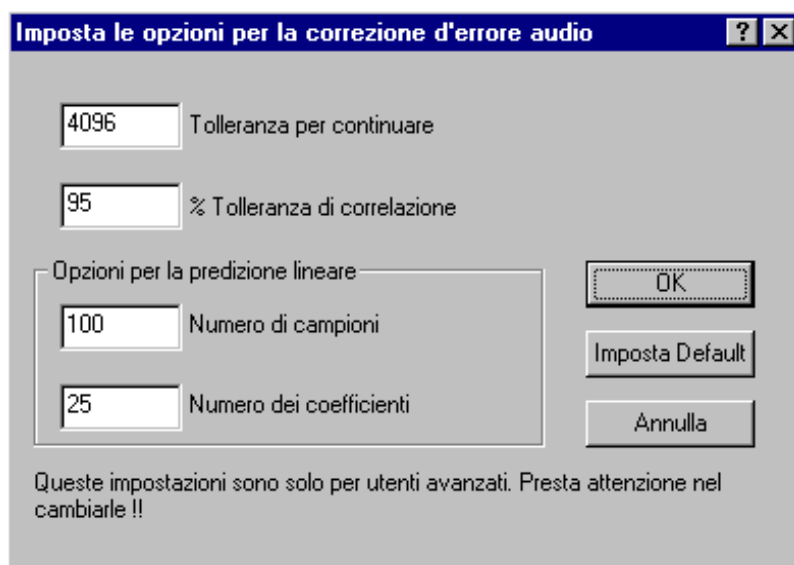 Imposta le opzioni per la correzione d'errore audio
4096 Tolleranza per continuare
95 % Tolleranza di correlazione
Opzioni per la predizione lineare
100 Numero di campioni
25 Numero dei coefficienti
OK
Imposta Default
Annulla
Queste impostazioni sono solo per utenti avanzati. Presta attenzione nel
cambiarle !!